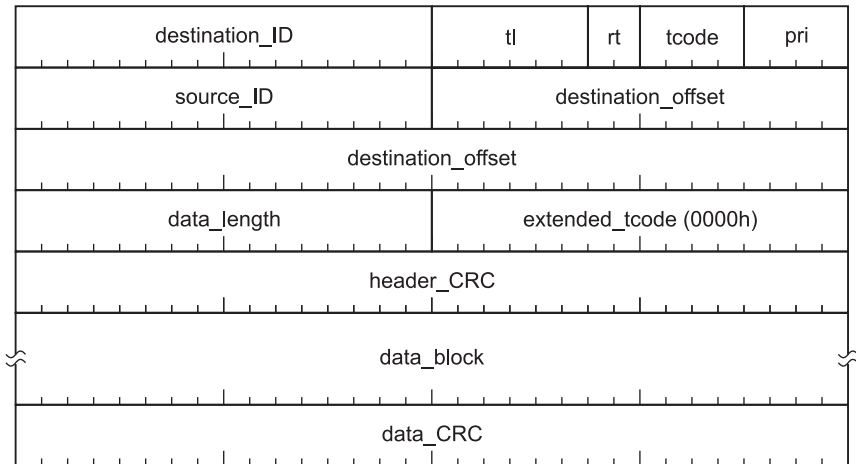 destination_ID tl rt tcode pri
source_ID destination_offset
destination_offset
data_length extended_tcode (0000h)
header_CRC
data_block
data_CRC